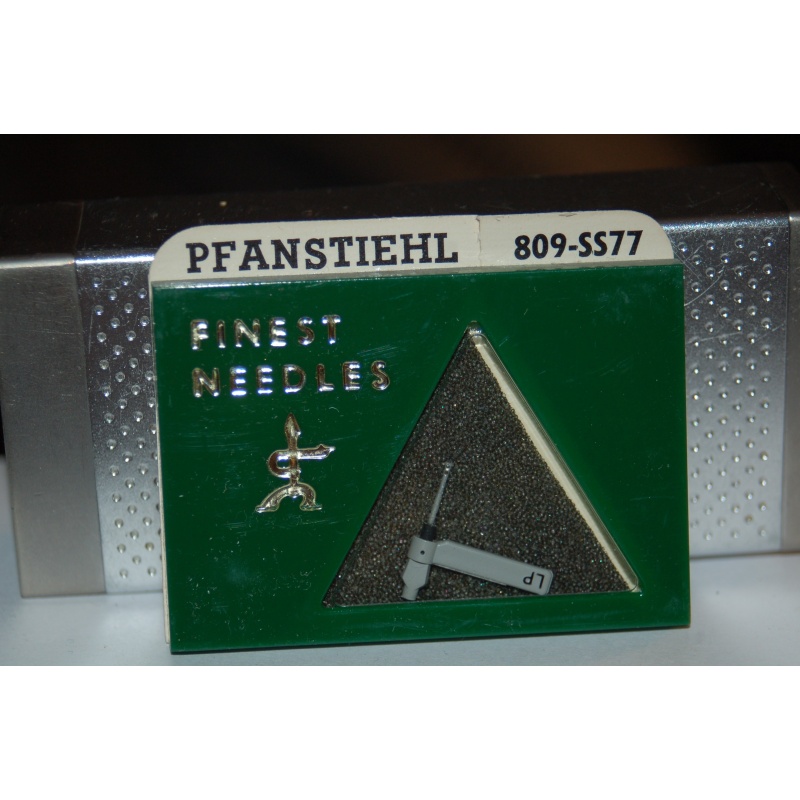 PFANSTIEHL 809-SS77
FINEST
NEEDLES
LP